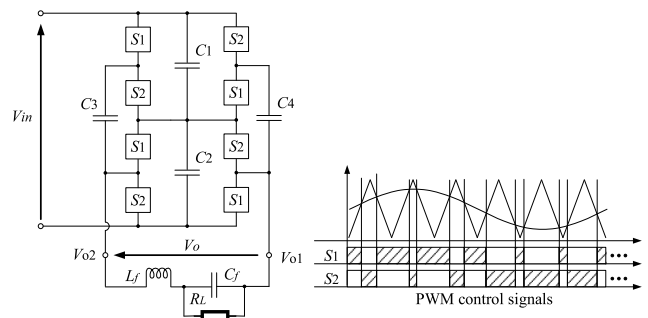 S1
S2
C1
C3
S2
S1
C4
Vin
S1
S2
C2
S2
S1
Vo2
Vo
Vo1
Lf
Cf
RL
S1
S2
PWM control signals